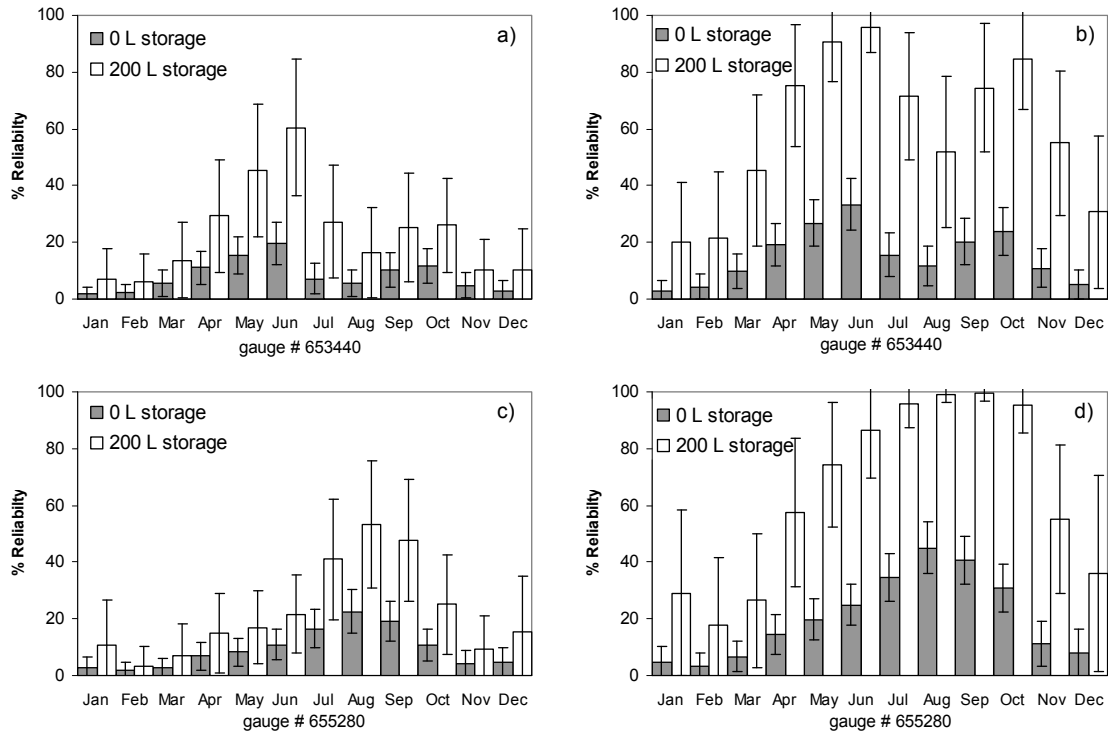 100
80
60
40
20
0
% Reliabilty
0 L storage
200 L storage
a)
Jan Feb Mar Apr May Jun Jul Aug Sep Oct Nov Dec
gauge # 653440
100
80
60
40
20
0
% Reliabilty
0 L storage
200 L storage
b)
Jan Feb Mar Apr May Jun Jul Aug Sep Oct Nov Dec
gauge # 653440
100
80
60
40
20
0
% Reliabilty
0 L storage
200 L storage
c)
Jan Feb Mar Apr May Jun Jul Aug Sep Oct Nov Dec
gauge # 655280
100
80
60
40
20
0
% Reliabilty
0 L storage
200 L storage
d)
Jan Feb Mar Apr May Jun Jul Aug Sep Oct Nov Dec
gauge # 655280